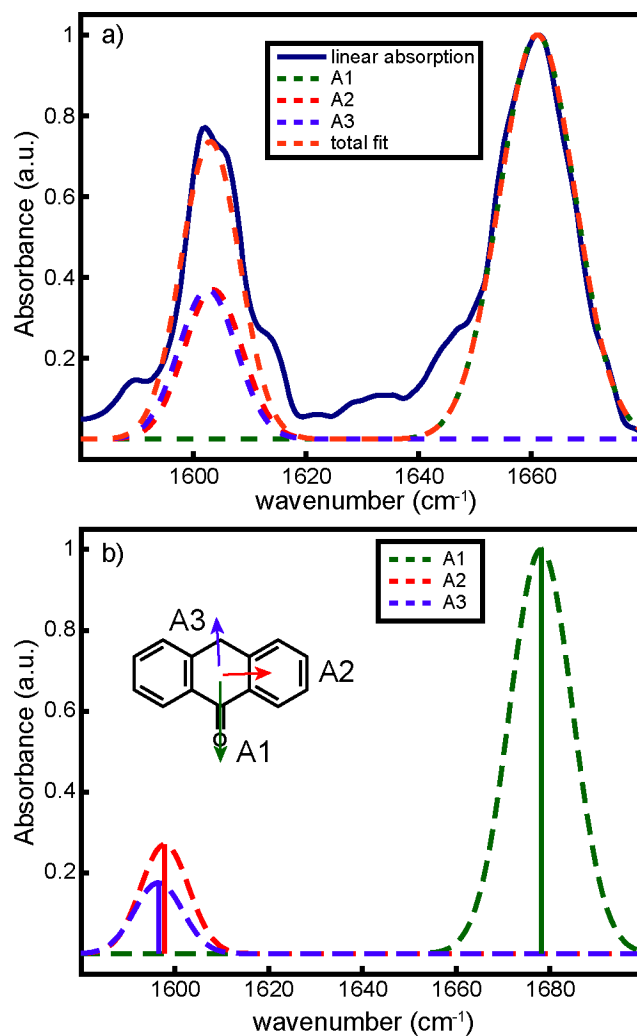 a)
1
0.8
0.6
0.4
0.2
Absorbance (a.u.)
linear absorption
A1
A2
A3
total fit
1600
1620
1640
1660
wavenumber (cm-1)
b)
1
0.8
0.6
0.4
0.2
Absorbance (a.u.)
A1
A2
A3
A3
A2
O
A1
1600
1620
1640
1660
1680
wavenumber (cm-1)